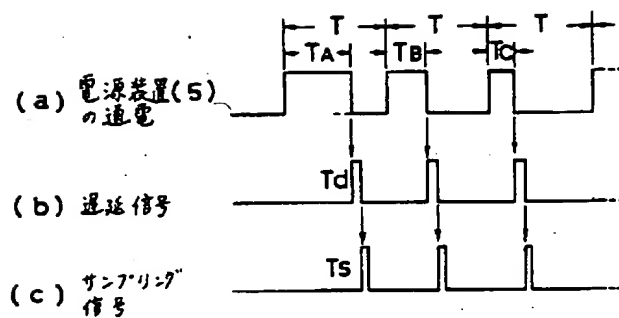 T T T
TA TB TC
(a) 電源装置(5)
の通電
Td
(b) 遅延信号
Ts
(c) サンプリング
信号